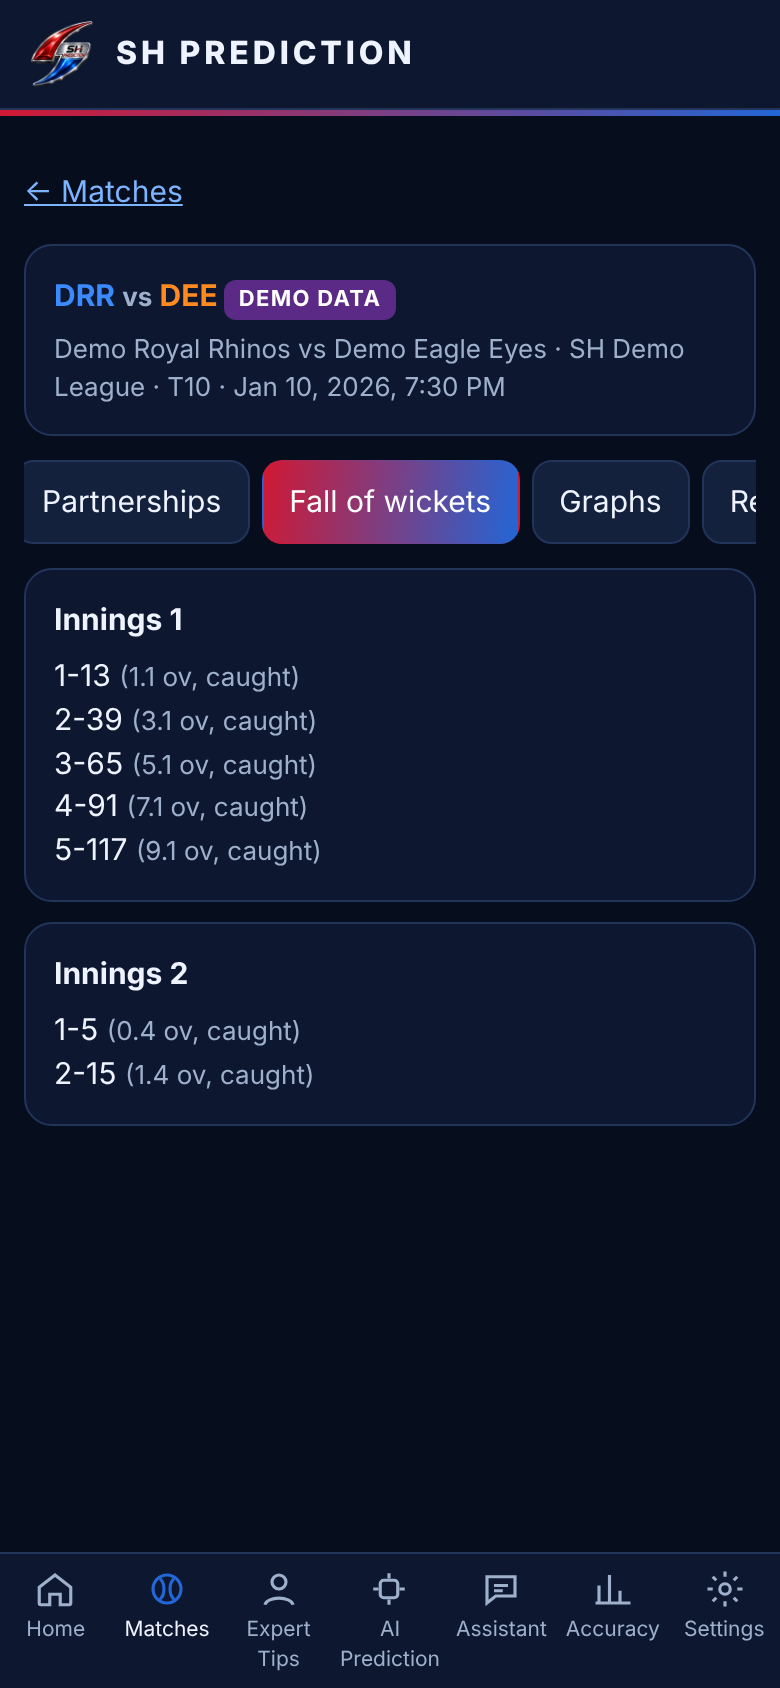 SH
SH PREDICTION
← Matches
DRR vs DEE DEMO DATA
Demo Royal Rhinos vs Demo Eagle Eyes · SH Demo
League · T10 · Jan 10, 2026, 7:30 PM
Partnerships
Fall of wickets
Graphs
Innings 1
1-13 (1.1 ov, caught)
2-39 (3.1 ov, caught)
3-65 (5.1 ov, caught)
4-91 (7.1 ov, caught)
5-117 (9.1 ov, caught)
Innings 2
1-5 (0.4 ov, caught)
2-15 (1.4 ov, caught)
Home
Matches
Expert
Tips
AI
Prediction
Assistant
Accuracy
Settings